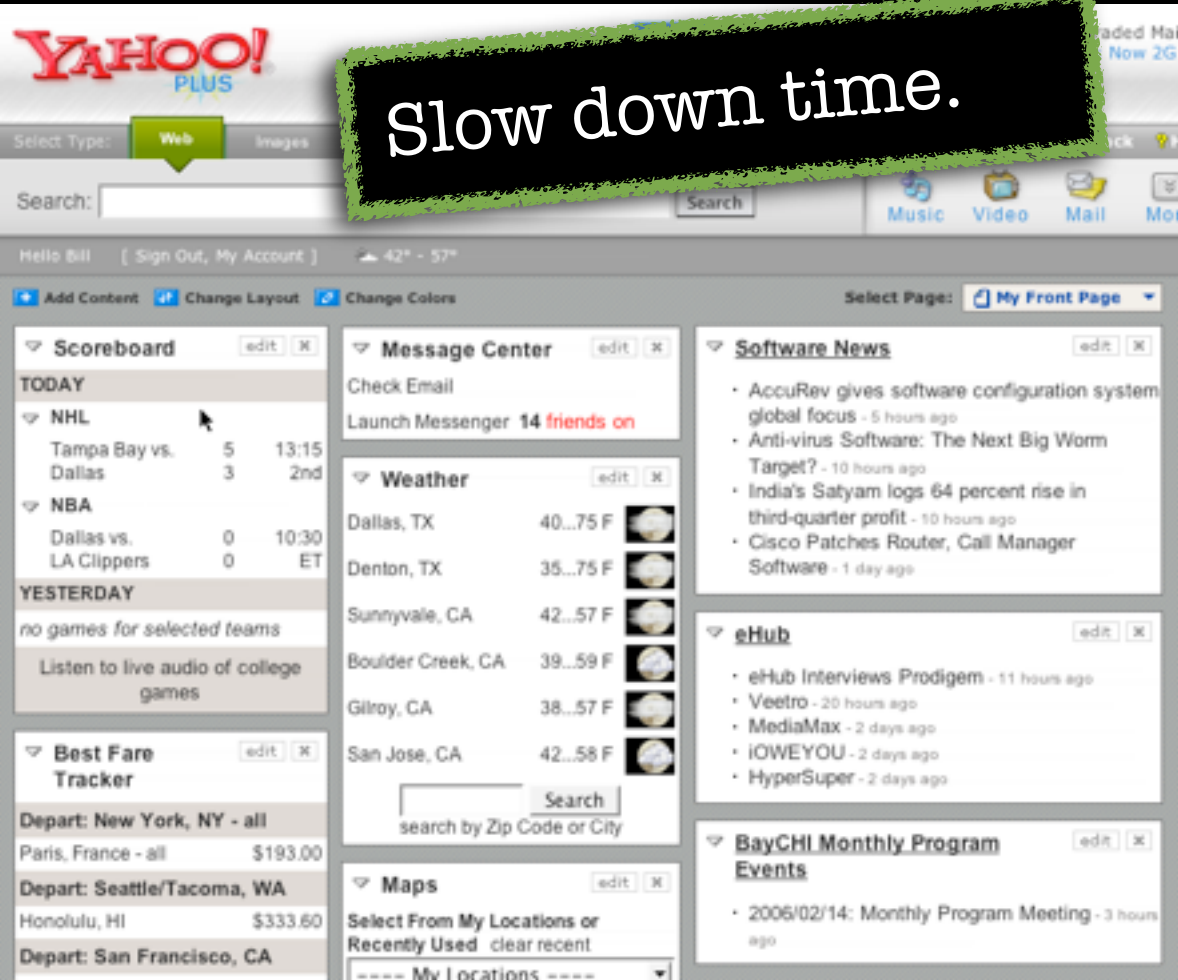 YAHOO!
PLUS
Slow down time.
Now 2G
Select Type:
Web
Images
Search:
Search
Music
Video
Mail
Hello Bill
[ Sign Out, My Account ]
42° - 57°
Add Content
Change Layout
Change Colors
Select Page:
My Front Page
Scoreboard
edit
TODAY
NHL
Tampa Bay vs. 5 13:15
Dallas 3 2nd
NBA
Dallas vs. 0 10:30
LA Clippers 0 ET
YESTERDAY
no games for selected teams
Listen to live audio of college
games
Best Fare
Tracker
edit
Depart: New York, NY - all
Paris, France - all $193.00
Depart: Seattle/Tacoma, WA
Honolulu, HI $333.60
Depart: San Francisco, CA
Message Center
edit
Check Email
Launch Messenger 14 friends on
Weather
edit
Dallas, TX 40...75 F
Denton, TX 35...75 F
Sunnyvale, CA 42...57 F
Boulder Creek, CA 39...59 F
Gilroy, CA 38...57 F
San Jose, CA 42...58 F
Search
search by Zip Code or City
Maps
edit
Select From My Locations or
Recently Used clear recent
---- My Locations ----
Software News
edit
• AccuRev gives software configuration system
global focus - 5 hours ago
• Anti-virus Software: The Next Big Worm
Target? - 10 hours ago
• India's Satyam logs 64 percent rise in
third-quarter profit - 10 hours ago
• Cisco Patches Router, Call Manager
Software - 1 day ago
eHub
edit
• eHub Interviews Prodigem - 11 hours ago
• Veetro - 20 hours ago
• MediaMax - 2 days ago
• iOWEYOU - 2 days ago
• HyperSuper - 2 days ago
BayCHI Monthly Program
Events
edit
• 2006/02/14: Monthly Program Meeting - 3 hours
ago